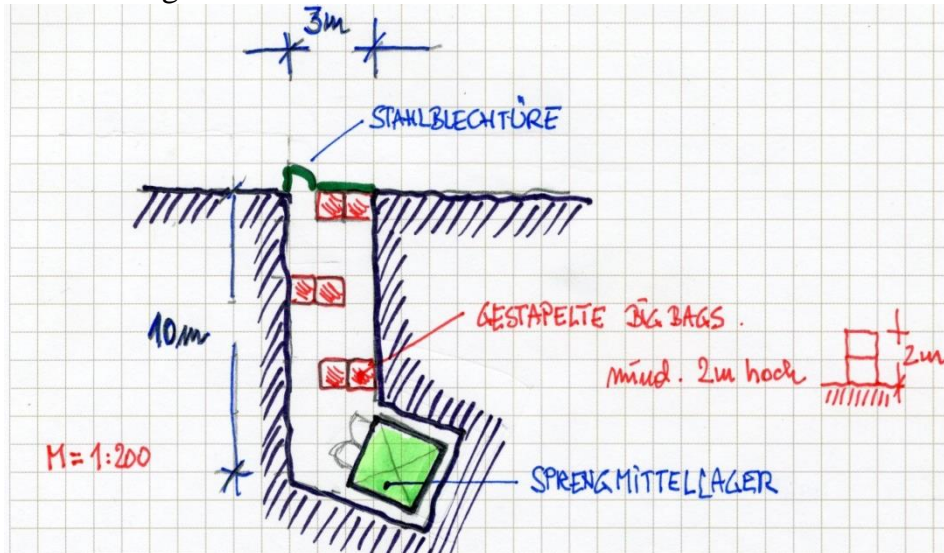 3m
STAHLBLECHTÜRE
10m
GESTAPELTE BIG BAGS.
mind. 2m hoch
2m
M = 1:200
SPRENGMITTELLAGER